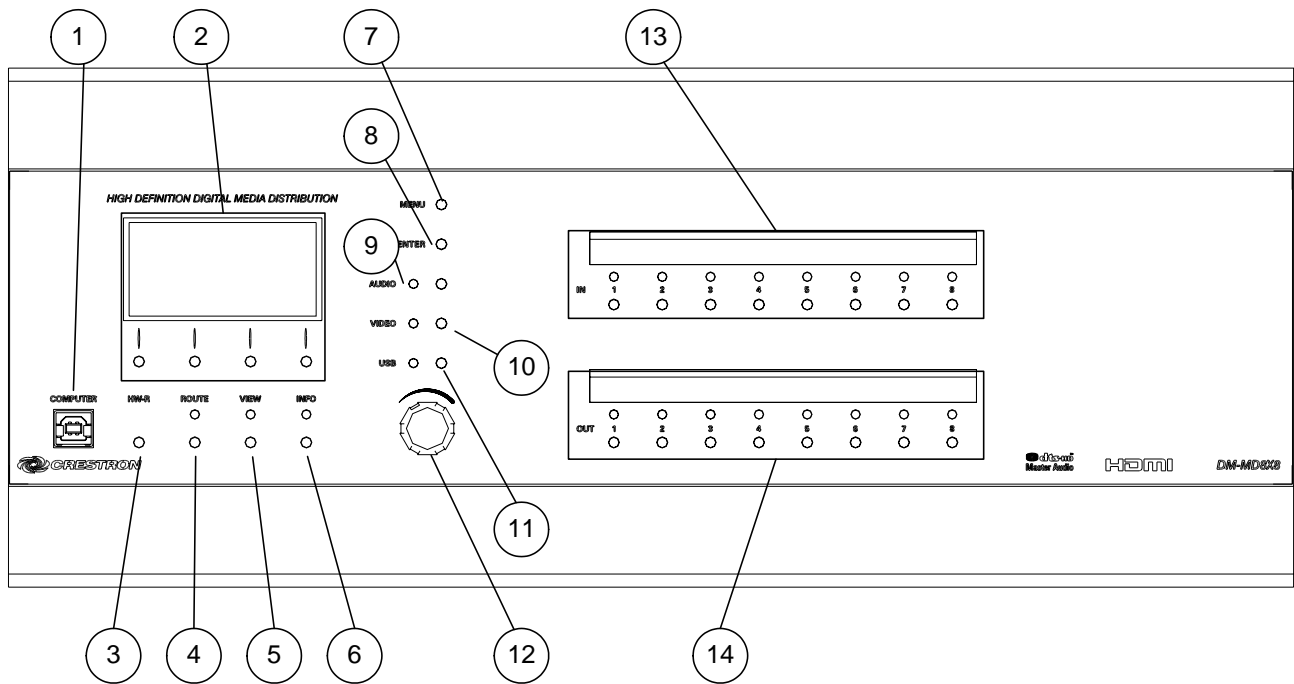 1
2
7
13
8
HIGH DEFINITION DIGITAL MEDIA DISTRIBUTION
MENU
ENTER
9
AUDIO
IN 1 2 3 4 5 6 7 8
VIDEO
10
USB
COMPUTER HW-R ROUTE VIEW INFO
OUT 1 2 3 4 5 6 7 8
CRESTRON
dts-HD
Master Audio
HDMI
DM-MD8X8
11
3
4
5
6
12
14